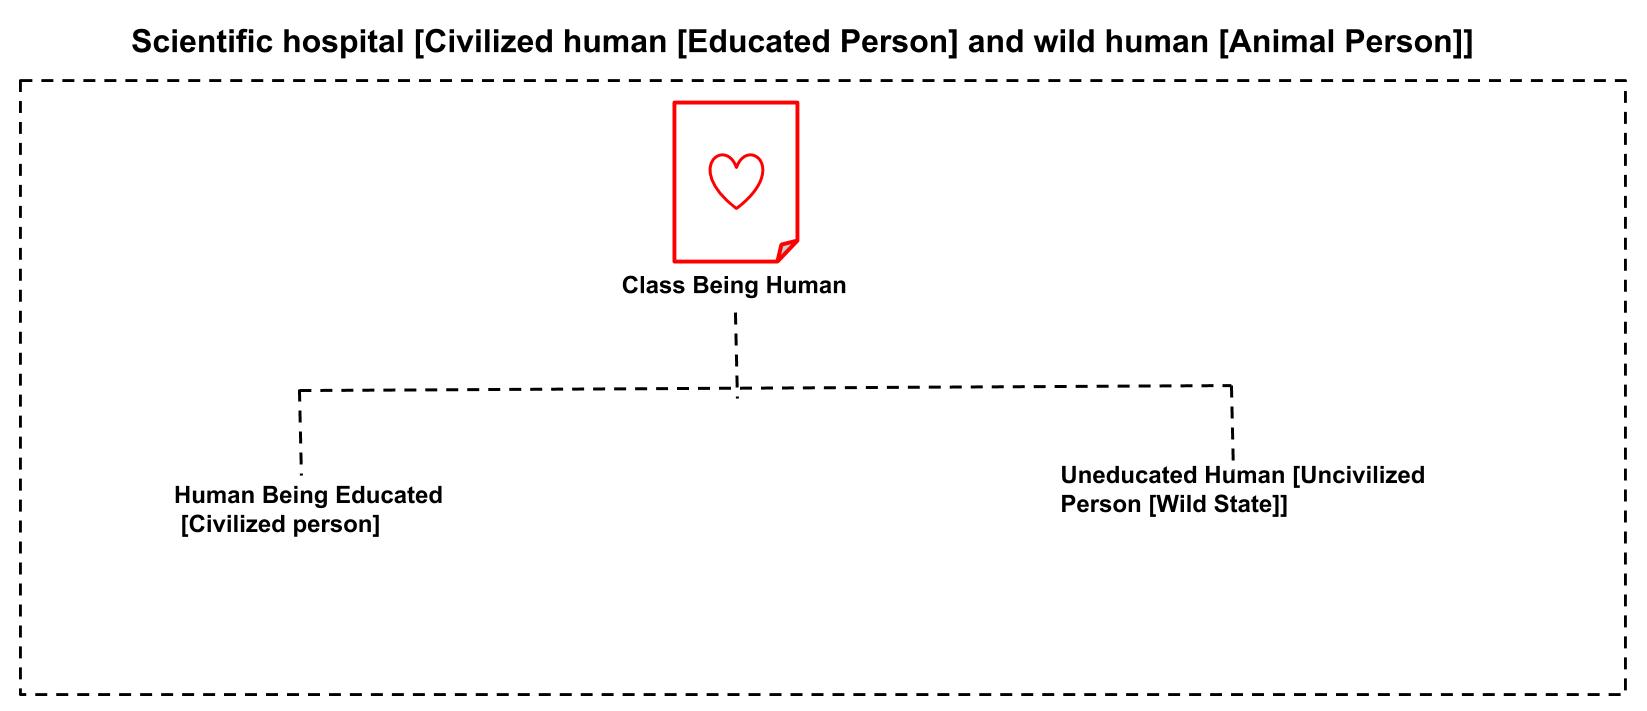 Scientific hospital [Civilized human [Educated Person] and wild human [Animal Person]]
Class Being Human
Human Being Educated
[Civilized person]
Uneducated Human [Uncivilized
Person [Wild State]]